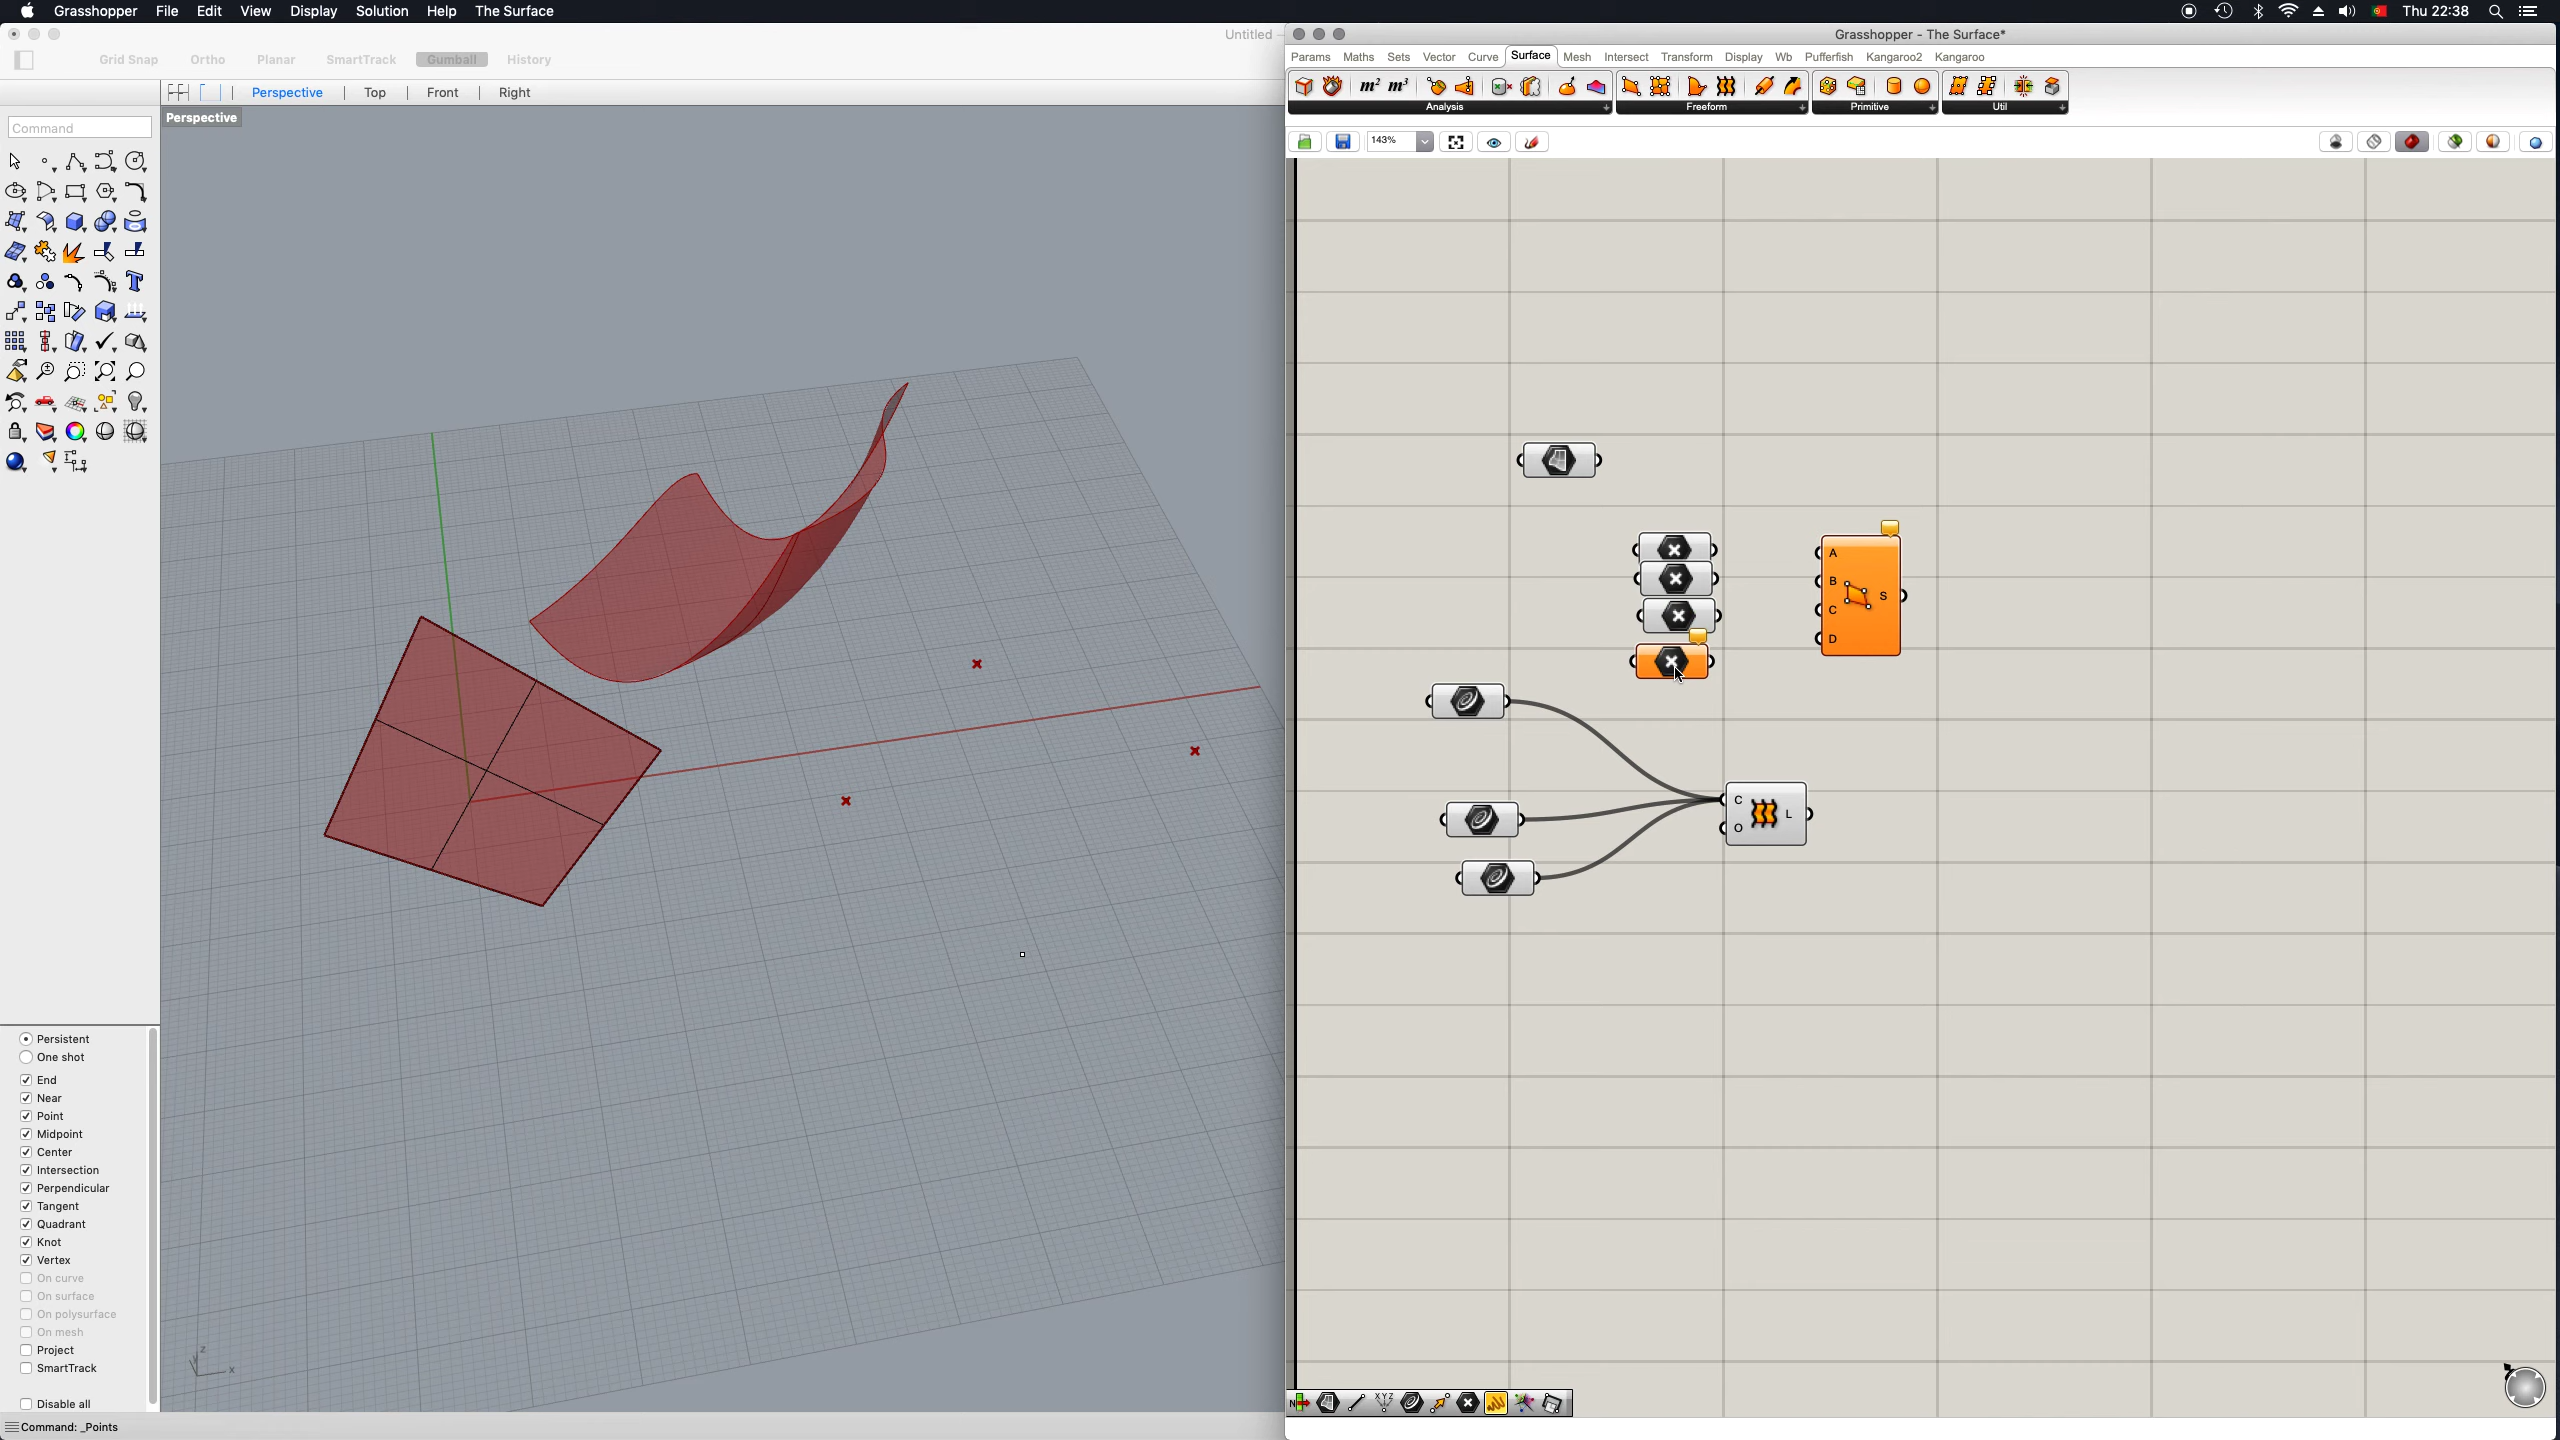 Grasshopper File Edit View Display Solution Help The Surface
Thu 22:38
Untitled —
Grid Snap Ortho Planar SmartTrack Gumball History
Perspective Top Front Right
Perspective
Command
Persistent
One shot
End
Near
Point
Midpoint
Center
Intersection
Perpendicular
Tangent
Quadrant
Knot
Vertex
On curve
On surface
On polysurface
On mesh
Project
SmartTrack
Disable all
Command: _Points
z
x
Grasshopper - The Surface*
Params Maths Sets Vector Curve Surface Mesh Intersect Transform Display Wb Pufferfish Kangaroo2 Kangaroo
m² m³
Analysis Freeform Primitive Util
143%
A
B
C
D
S
C
O
L
N
XYZ